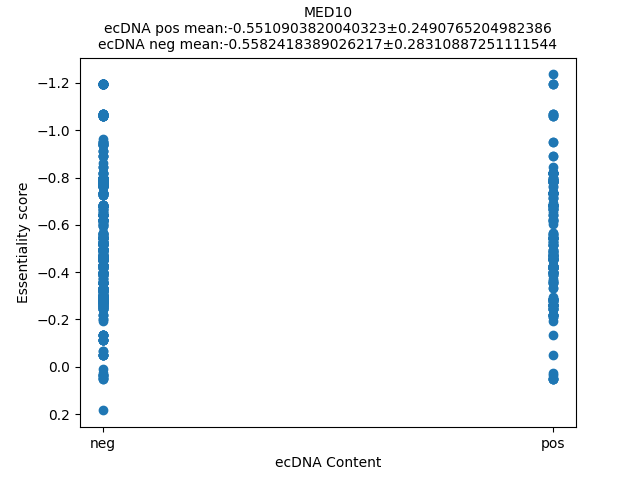 MED10
ecDNA pos mean:-0.5510903820040323±0.2490765204982386
ecDNA neg mean:-0.5582418389026217±0.28310887251111544
−1.2
−1.0
−0.8
−0.6
−0.4
−0.2
0.0
0.2
Essentiality score
neg
pos
ecDNA Content